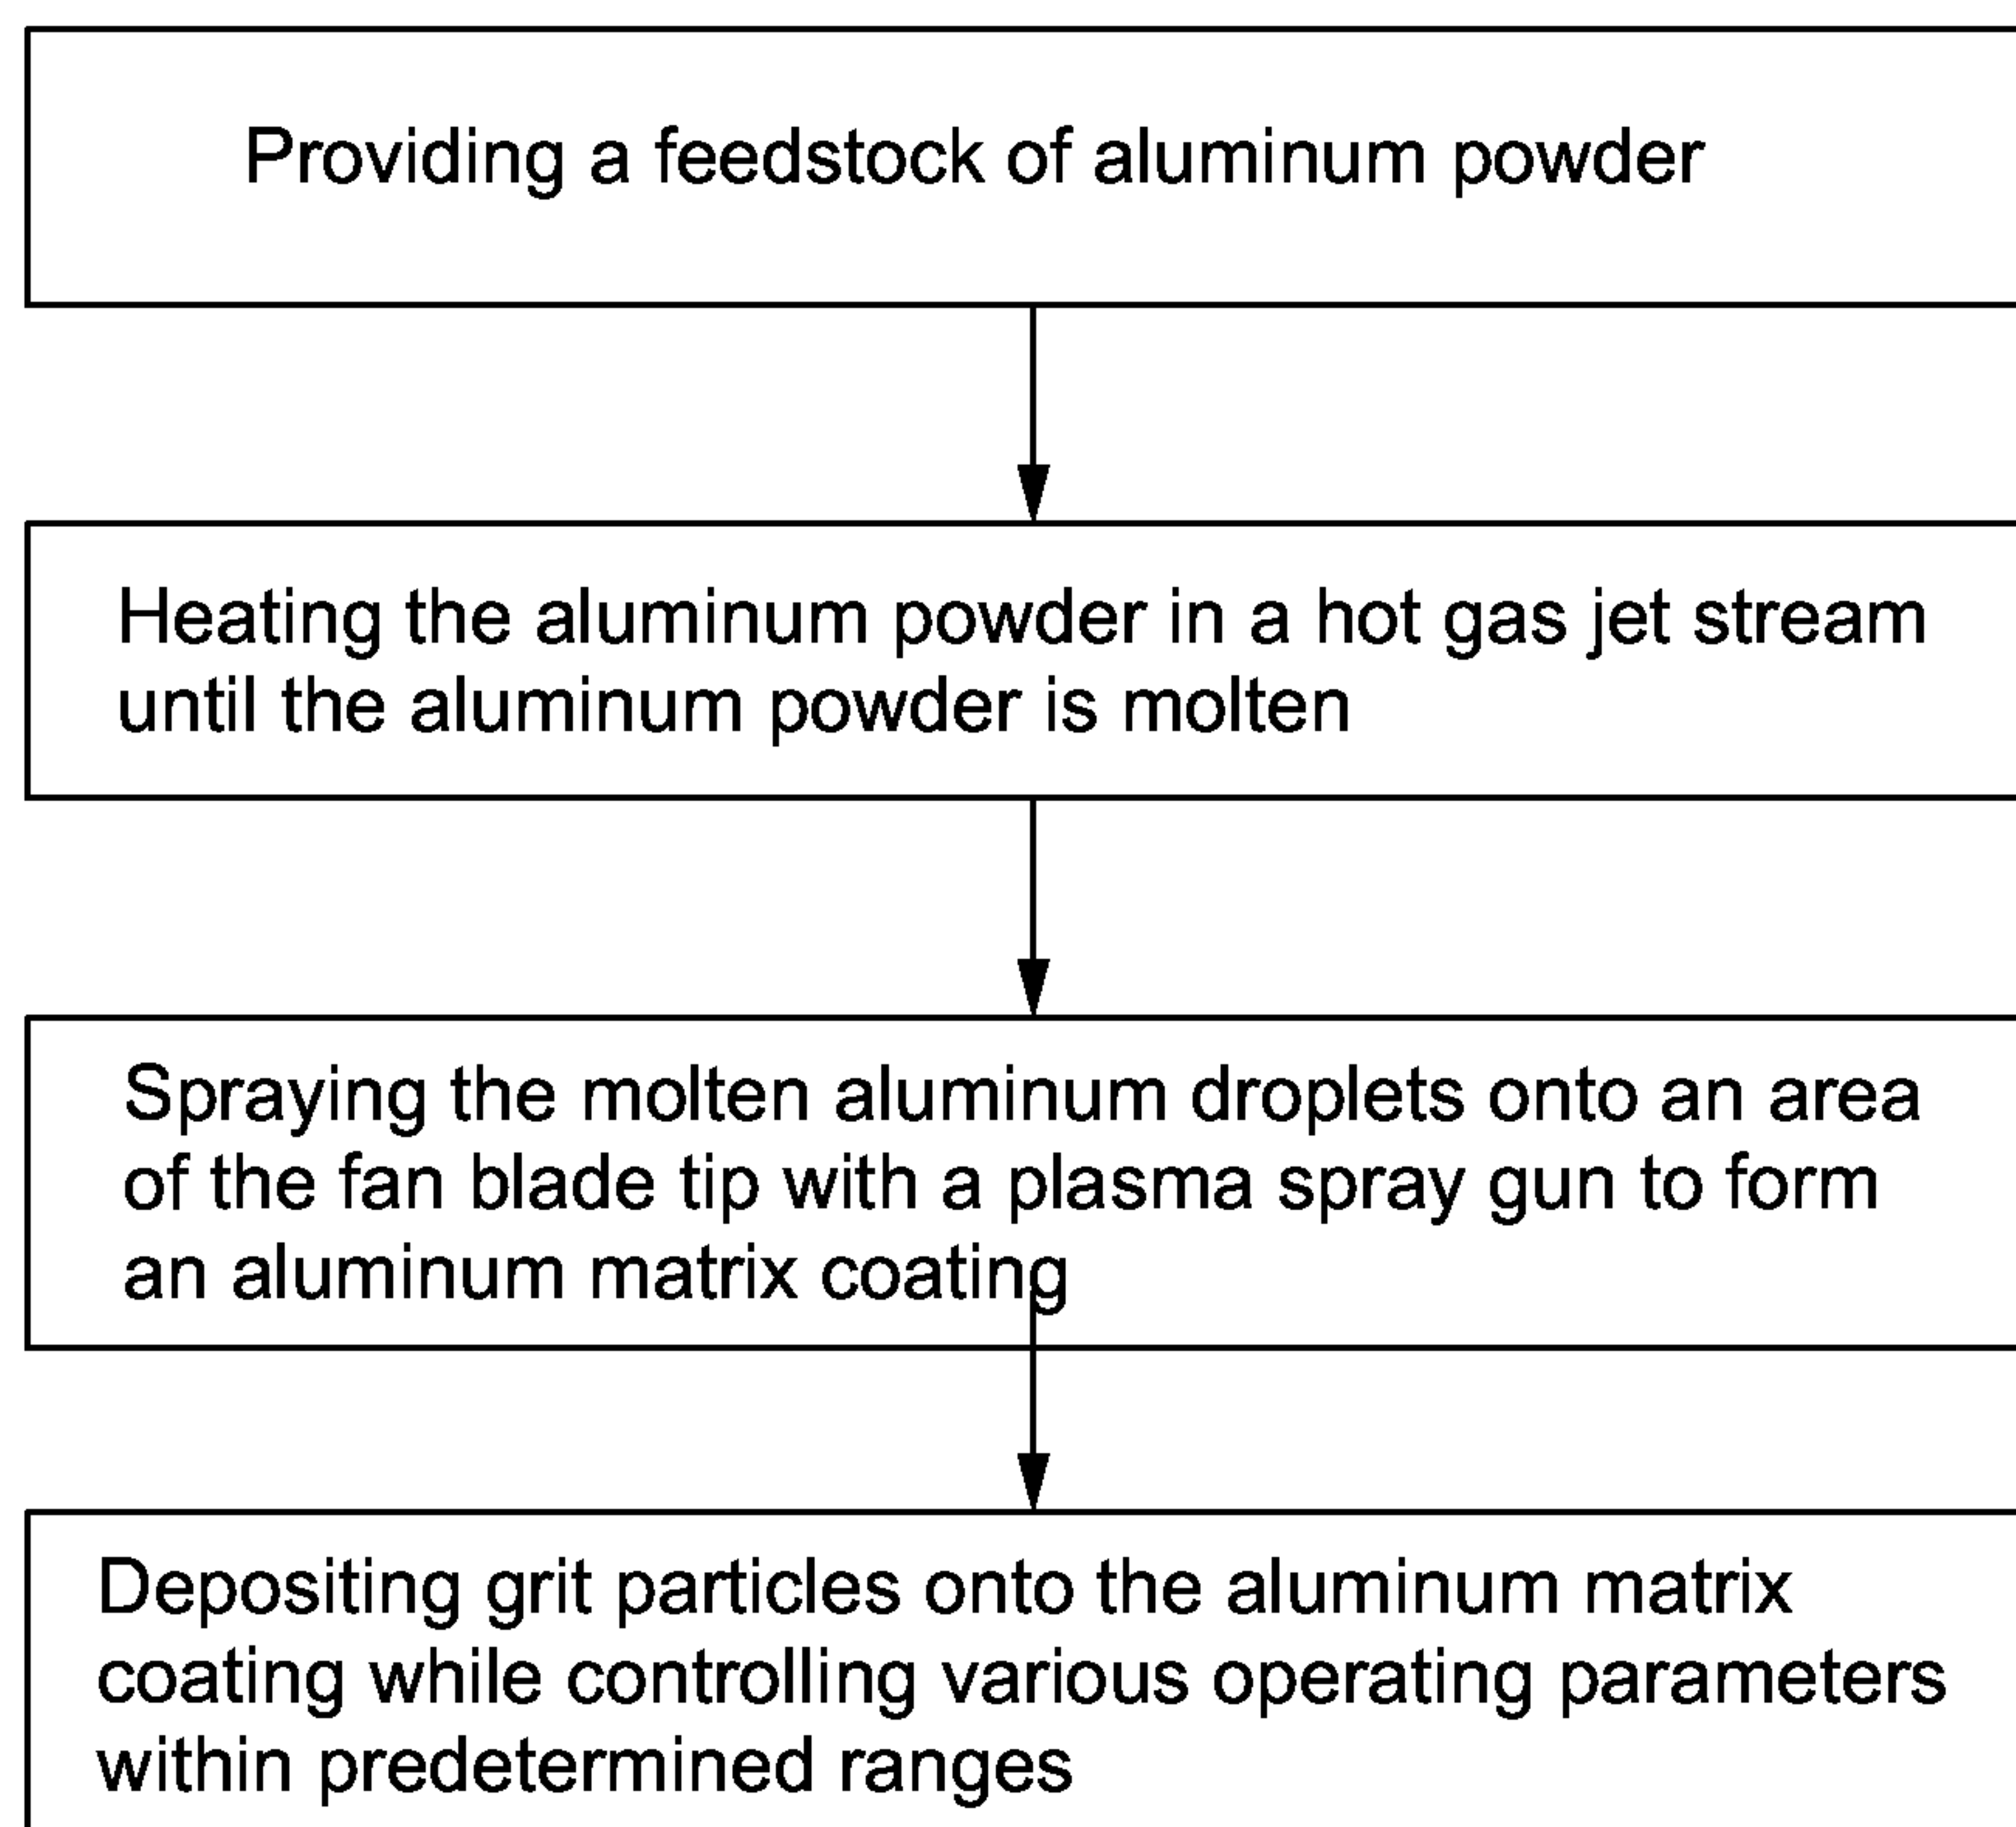 Providing a feedstock of aluminum powder
Heating the aluminum powder in a hot gas jet stream
until the aluminum powder is molten
Spraying the molten aluminum droplets onto an area
of the fan blade tip with a plasma spray gun to form
an aluminum matrix coating
Depositing grit particles onto the aluminum matrix
coating while controlling various operating parameters
within predetermined ranges